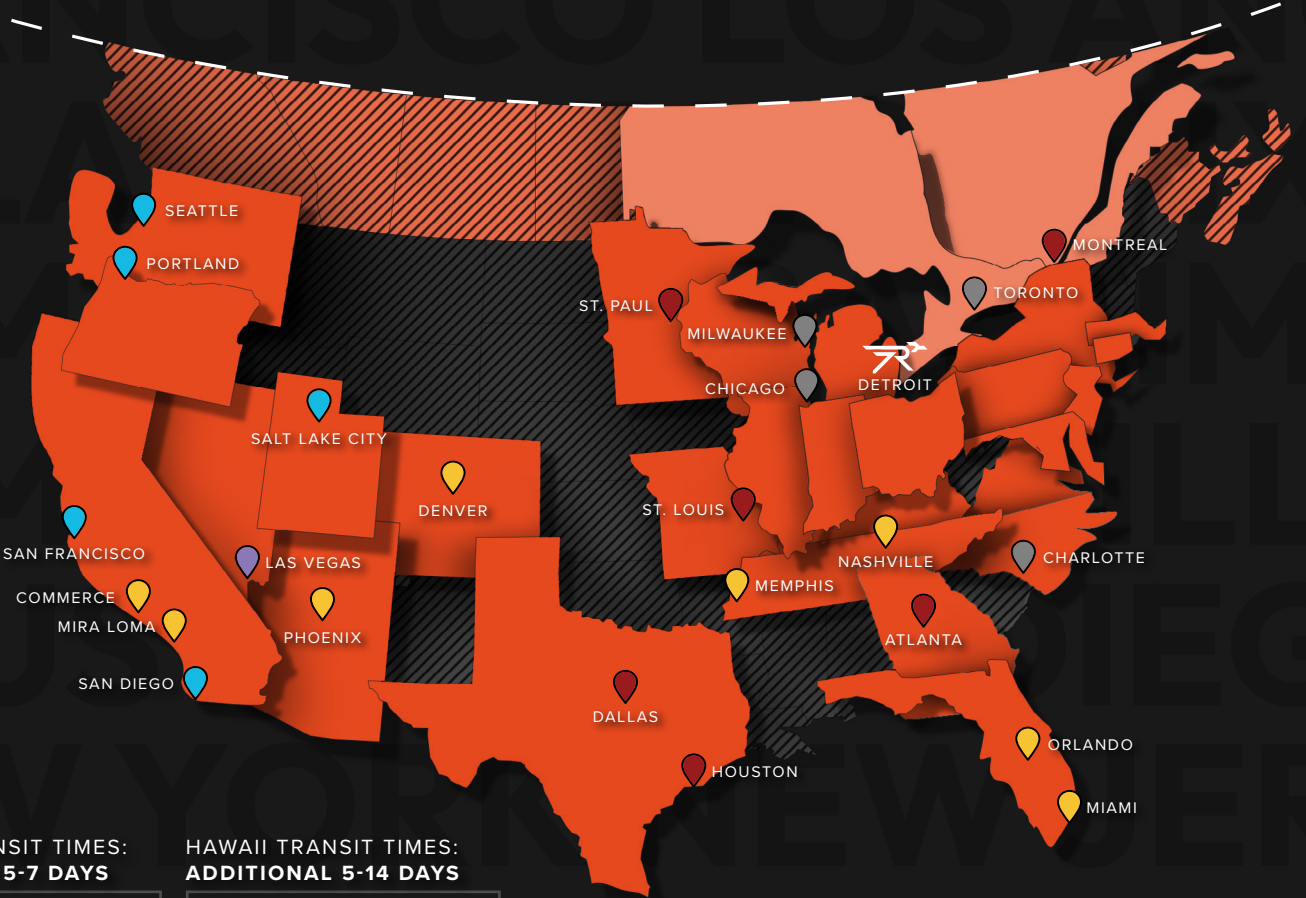 SEATTLE
PORTLAND
MONTREAL
TORONTO
ST. PAUL
MILWAUKEE
CHICAGO
DETROIT
SALT LAKE CITY
DENVER
ST. LOUIS
SAN FRANCISCO
LAS VEGAS
NASHVILLE
CHARLOTTE
COMMERCE
MEMPHIS
MIRA LOMA
PHOENIX
ATLANTA
SAN DIEGO
DALLAS
ORLANDO
HOUSTON
MIAMI
NSIT TIMES:
5-7 DAYS
HAWAII TRANSIT TIMES:
ADDITIONAL 5-14 DAYS